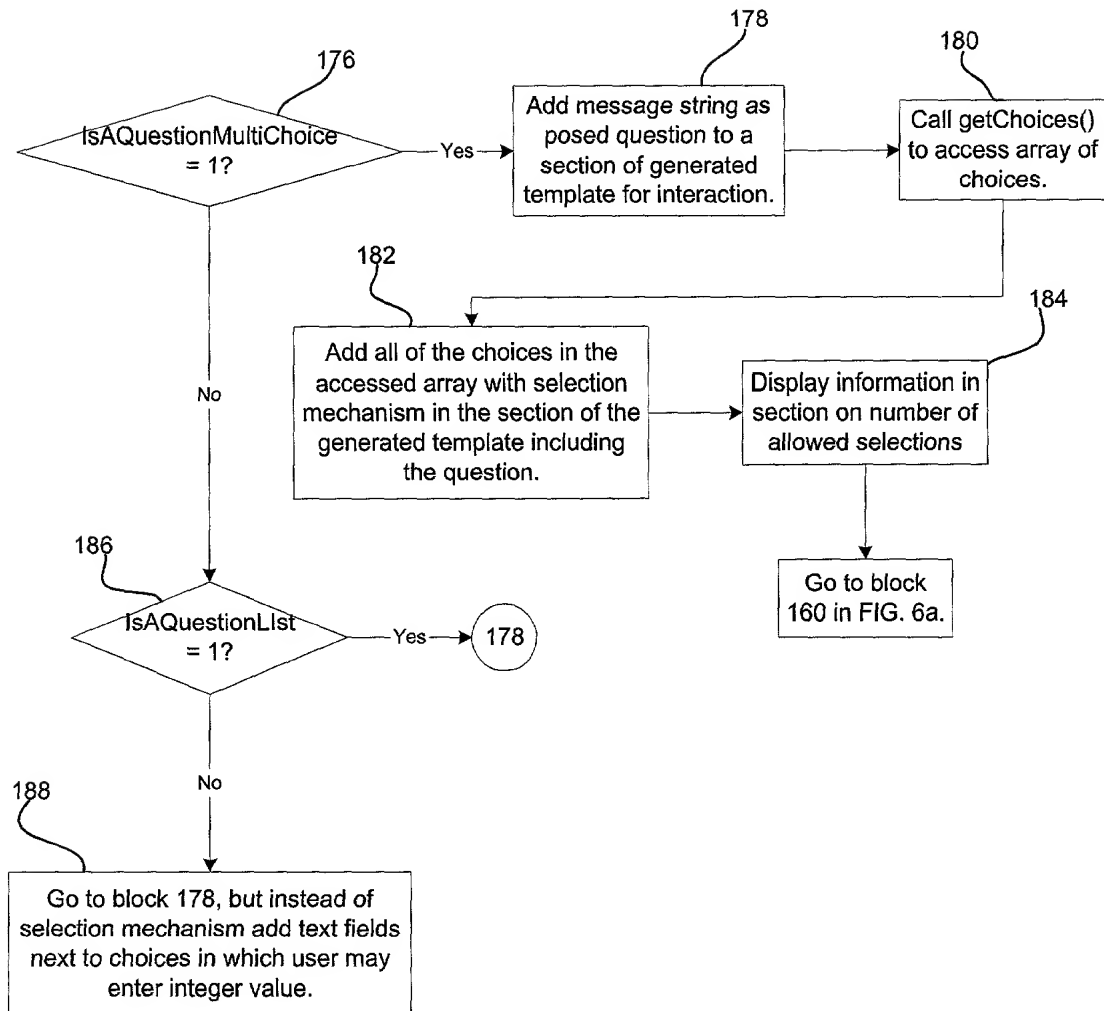 176
IsAQuestionMultiChoice
= 1?
Yes
178
Add message string as
posed question to a
section of generated
template for interaction.
180
Call getChoices()
to access array of
choices.
182
Add all of the choices in the
accessed array with selection
mechanism in the section of the
generated template including
the question.
184
Display information in
section on number of
allowed selections
Go to block
160 in FIG. 6a.
No
186
IsAQuestionLIst
= 1?
Yes
178
No
188
Go to block 178, but instead of
selection mechanism add text fields
next to choices in which user may
enter integer value.